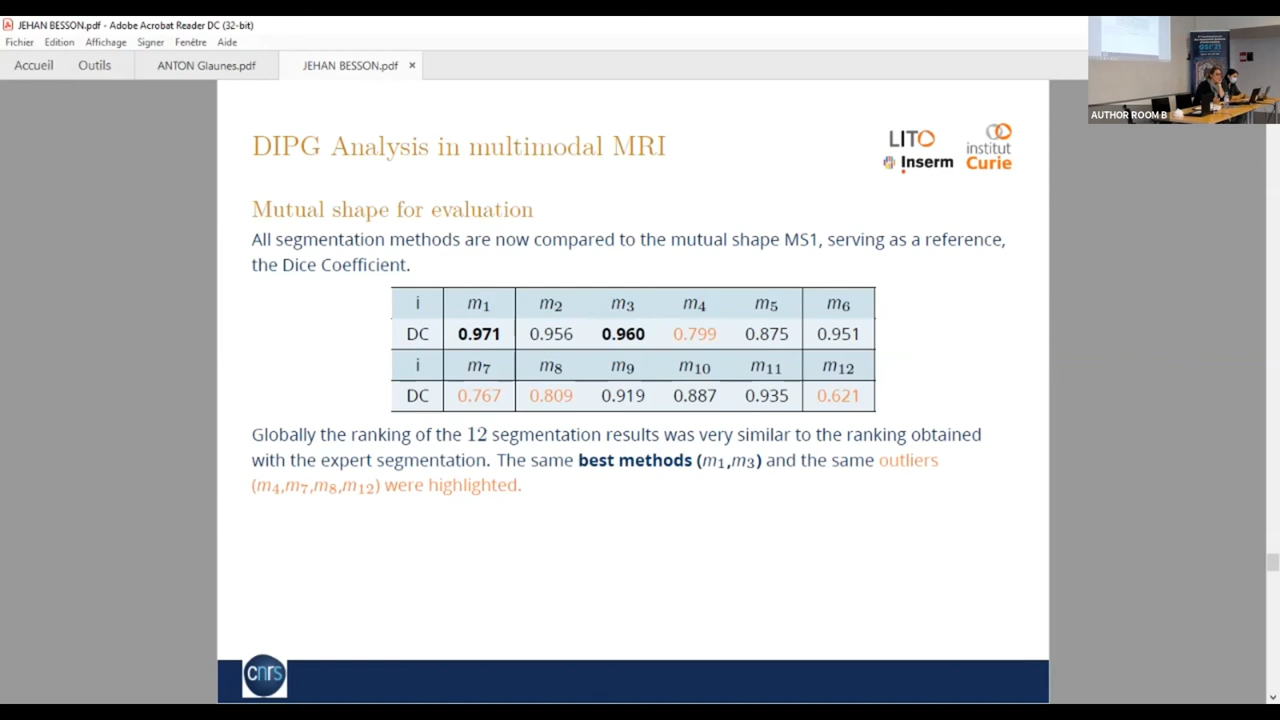 JEHAN BESSON.pdf - Adobe Acrobat Reader DC (32-bit)
Fichier Edition Affichage Signer Fenêtre Aide
Accueil Outils ANTON Glaunes.pdf JEHAN BESSON.pdf ×
GSI'21
AUTHOR ROOM B
DIPG Analysis in multimodal MRI
LITO
Inserm
institut
Curie
Mutual shape for evaluation
All segmentation methods are now compared to the mutual shape MS1, serving as a reference,
the Dice Coefficient.
i m₁ m₂ m₃ m₄ m₅ m₆
DC 0.971 0.956 0.960 0.799 0.875 0.951
i m₇ m₈ m₉ m₁₀ m₁₁ m₁₂
DC 0.767 0.809 0.919 0.887 0.935 0.621
Globally the ranking of the 12 segmentation results was very similar to the ranking obtained
with the expert segmentation. The same best methods (m₁,m₃) and the same outliers
(m₄,m₇,m₈,m₁₂) were highlighted.
cnrs